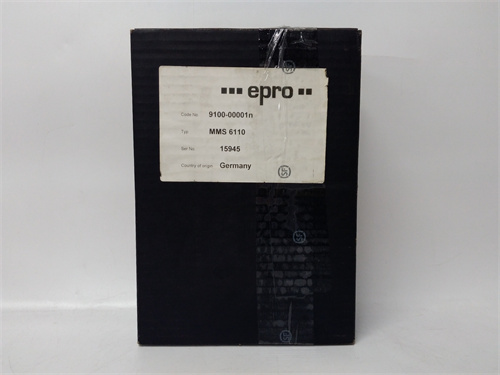 epro
Code No. 9100-00001n
Typ MMS 6110
Ser No. 15945
Country of origin Germany